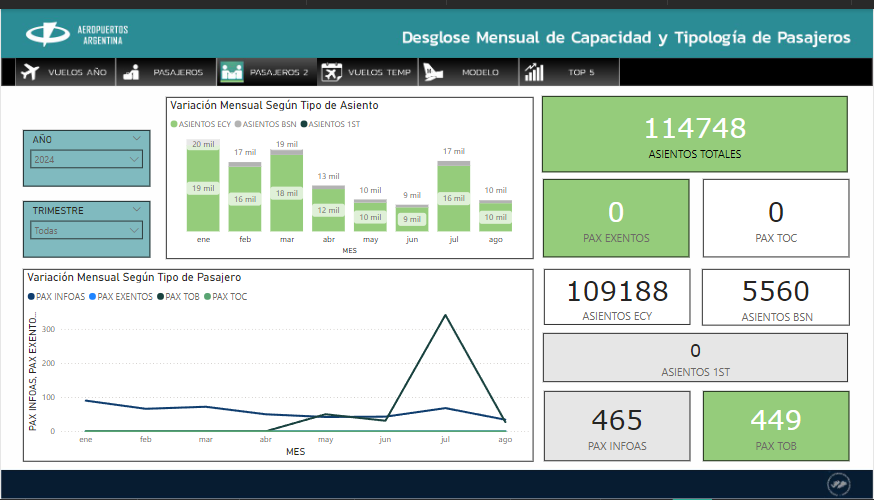 AEROPUERTOS
ARGENTINA
Desglose Mensual de Capacidad y Tipología de Pasajeros
VUELOS AÑO
PASAJEROS
PASAJEROS 2
VUELOS TEMP
MODELO
TOP 5
AÑO
2024
TRIMESTRE
Todas
Variación Mensual Según Tipo de Asiento
ASIENTOS ECY ASIENTOS BSN ASIENTOS 1ST
20 mil 17 mil 19 mil 13 mil 10 mil 9 mil 17 mil 10 mil
19 mil 16 mil 18 mil 12 mil 10 mil 9 mil 16 mil 10 mil
ene feb mar abr may jun jul ago
MES
114748
ASIENTOS TOTALES
0
PAX EXENTOS
0
PAX TOC
Variación Mensual Según Tipo de Pasajero
PAX INFOAS PAX EXENTOS PAX TOB PAX TOC
PAX INFOAS, PAX EXENTO...
300
200
100
0
ene feb mar abr may jun jul ago
MES
109188
ASIENTOS ECY
5560
ASIENTOS BSN
0
ASIENTOS 1ST
465
PAX INFOAS
449
PAX TOB